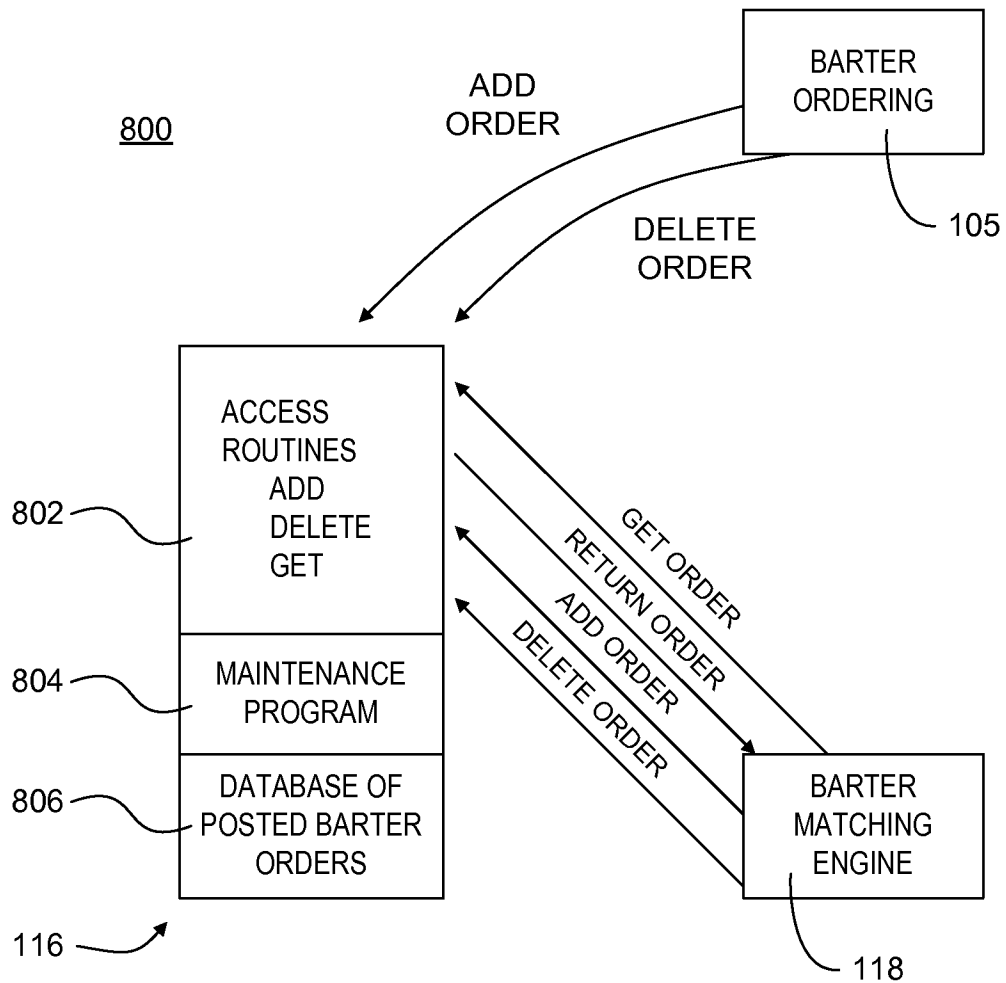 800
ADD
ORDER
BARTER
ORDERING
105
DELETE
ORDER
ACCESS
ROUTINES
ADD
DELETE
GET
802
MAINTENANCE
PROGRAM
804
DATABASE OF
POSTED BARTER
ORDERS
806
116
GET ORDER
RETURN ORDER
ADD ORDER
DELETE ORDER
BARTER
MATCHING
ENGINE
118